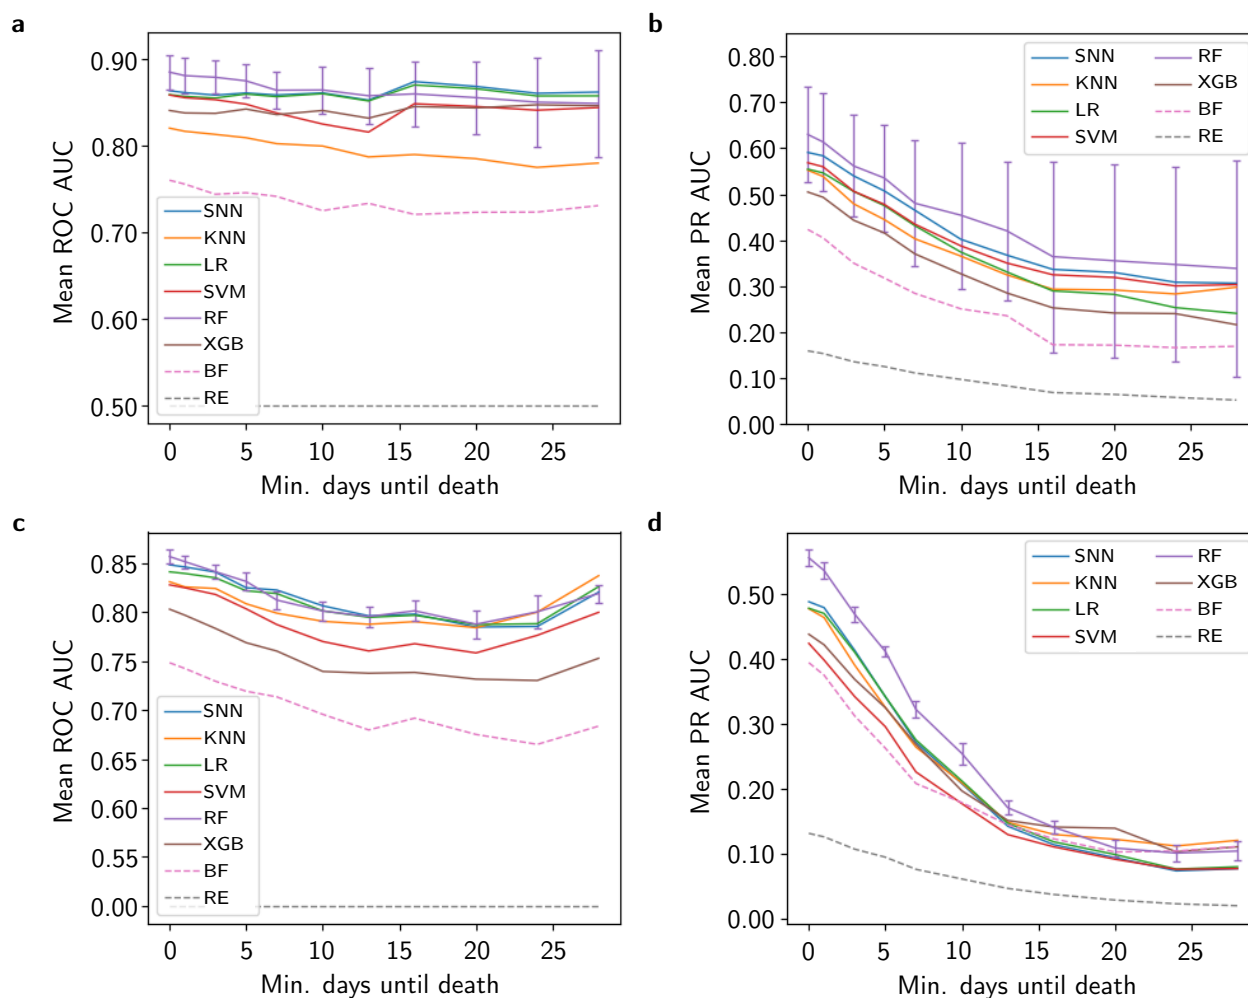 a
Mean ROC AUC
0.90
0.80
0.70
0.60
0.50
SNN
KNN
LR
SVM
RF
XGB
BF
RE
0 5 10 15 20 25
Min. days until death
b
Mean PR AUC
0.80
0.70
0.60
0.50
0.40
0.30
0.20
0.10
0.00
SNN RF
KNN XGB
LR BF
SVM RE
0 5 10 15 20 25
Min. days until death
c
Mean ROC AUC
0.85
0.80
0.75
0.70
0.65
0.60
0.55
0.00
SNN
KNN
LR
SVM
RF
XGB
BF
RE
0 5 10 15 20 25
Min. days until death
d
Mean PR AUC
0.50
0.40
0.30
0.20
0.10
0.00
SNN RF
KNN XGB
LR BF
SVM RE
0 5 10 15 20 25
Min. days until death